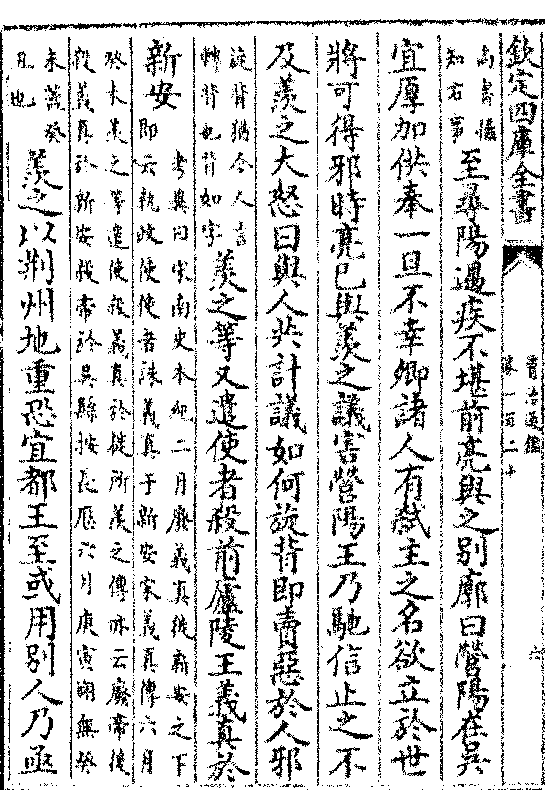 欽定四庫全書
資治通鑑
卷一百二十
六
尚書儀
至尋陽遇疾不堪前亮與之別廓曰營陽在吳
宜厚加供奉一旦不幸卿諸人有弒主之名欲立於世
將可得邪時亮已與羨之議害營陽王乃馳信止之不
及羨之大怒曰與人共計議如何旋背即賣惡於人邪
旋背猶今人言
轉背也背如字
羨之等又遣使者殺前廬陵王義真於
新安
考異曰宋南史本紀二月廢義真徙新安之下
即云執政使使者誅義真于新安宋義真傳六月
癸未羨之等遣使殺義真於徙所羨之傳亦云廢帝後
殺義真於新安殺帝於吳縣按長厯六月庚寅朔無癸
未蓋癸
丑也
羨之以荆州地重恐宜都王至或用別人乃亟